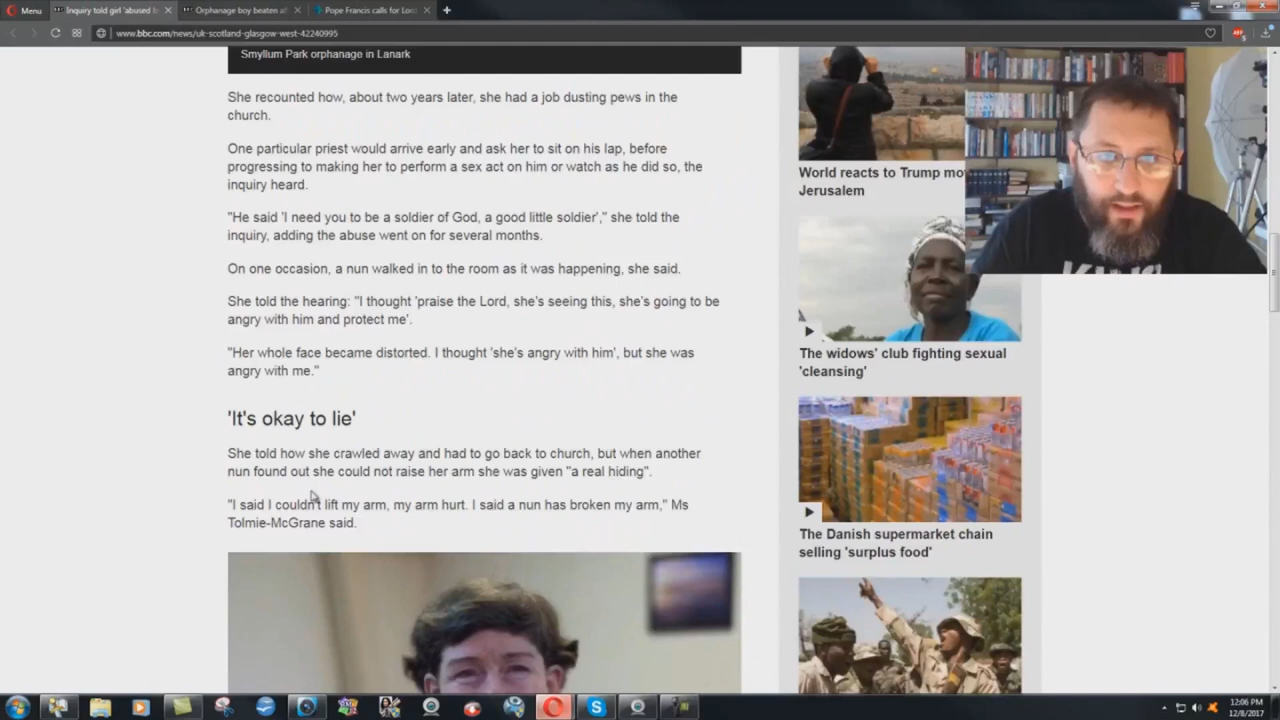 Menu
Inquiry told girl 'abused b
Orphanage boy beaten af
Pope Francis calls for Lord
www.bbc.com/news/uk-scotland-glasgow-west-42240995
Smyllum Park orphanage in Lanark
She recounted how, about two years later, she had a job dusting pews in the
church.
One particular priest would arrive early and ask her to sit on his lap, before
progressing to making her to perform a sex act on him or watch as he did so, the
inquiry heard.
"He said 'I need you to be a soldier of God, a good little soldier'," she told the
inquiry, adding the abuse went on for several months.
On one occasion, a nun walked in to the room as it was happening, she said.
She told the hearing: "I thought 'praise the Lord, she's seeing this, she's going to be
angry with him and protect me'.
"Her whole face became distorted. I thought 'she's angry with him', but she was
angry with me."
'It's okay to lie'
She told how she crawled away and had to go back to church, but when another
nun found out she could not raise her arm she was given "a real hiding".
"I said I couldn't lift my arm, my arm hurt. I said a nun has broken my arm," Ms
Tolmie-McGrane said.
World reacts to Trump mo
Jerusalem
The widows' club fighting sexual
'cleansing'
The Danish supermarket chain
selling 'surplus food'
12:06 PM
12/8/2017